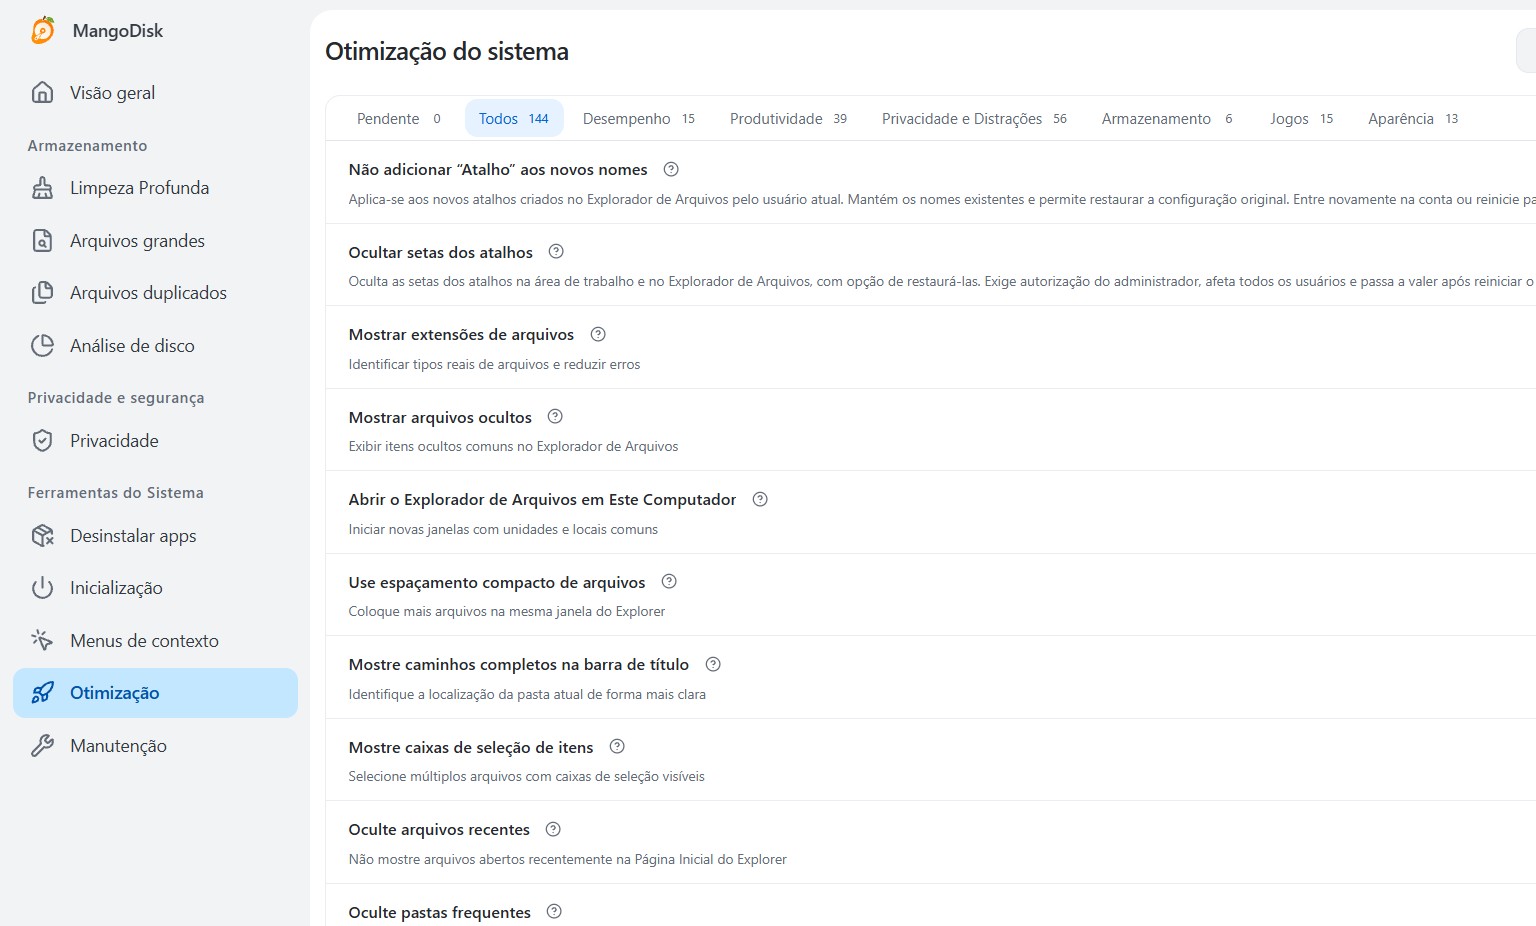 MangoDisk
Visão geral
Armazenamento
Limpeza Profunda
Arquivos grandes
Arquivos duplicados
Análise de disco
Privacidade e segurança
Privacidade
Ferramentas do Sistema
Desinstalar apps
Inicialização
Menus de contexto
Otimização
Manutenção
Otimização do sistema
Pendente 0 Todos 144 Desempenho 15 Produtividade 39 Privacidade e Distrações 56 Armazenamento 6 Jogos 15 Aparência 13
Não adicionar “Atalho” aos novos nomes
Aplica-se aos novos atalhos criados no Explorador de Arquivos pelo usuário atual. Mantém os nomes existentes e permite restaurar a configuração original. Entre novamente na conta ou reinicie pa
Ocultar setas dos atalhos
Oculta as setas dos atalhos na área de trabalho e no Explorador de Arquivos, com opção de restaurá-las. Exige autorização do administrador, afeta todos os usuários e passa a valer após reiniciar o
Mostrar extensões de arquivos
Identificar tipos reais de arquivos e reduzir erros
Mostrar arquivos ocultos
Exibir itens ocultos comuns no Explorador de Arquivos
Abrir o Explorador de Arquivos em Este Computador
Iniciar novas janelas com unidades e locais comuns
Use espaçamento compacto de arquivos
Coloque mais arquivos na mesma janela do Explorer
Mostre caminhos completos na barra de título
Identifique a localização da pasta atual de forma mais clara
Mostre caixas de seleção de itens
Selecione múltiplos arquivos com caixas de seleção visíveis
Oculte arquivos recentes
Não mostre arquivos abertos recentemente na Página Inicial do Explorer
Oculte pastas frequentes